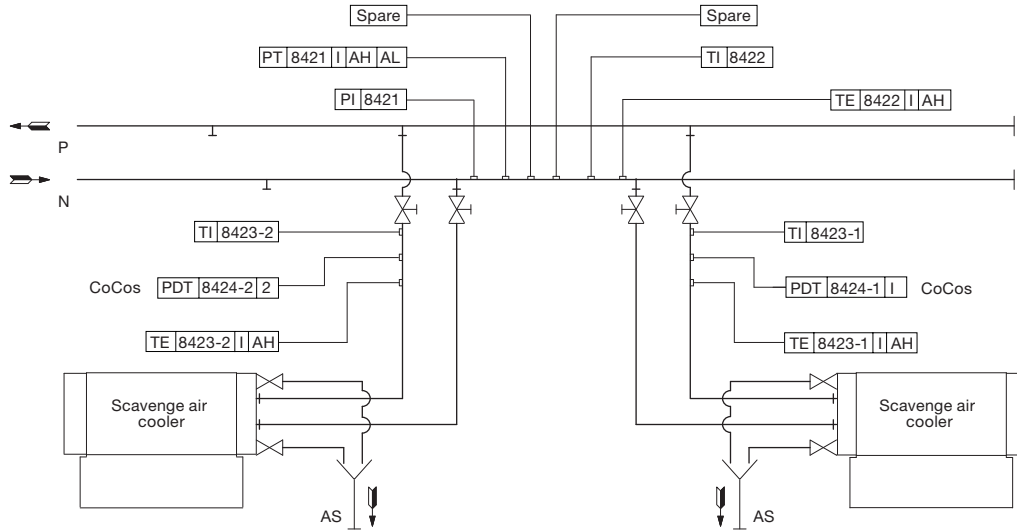 Spare
Spare
PT 8421 I AH AL
TI 8422
PI 8421
TE 8422 I AH
P
N
TI 8423-2
TI 8423-1
CoCos PDT 8424-2 2
PDT 8424-1 I CoCos
TE 8423-2 I AH
TE 8423-1 I AH
Scavenge air
cooler
Scavenge air
cooler
AS
AS